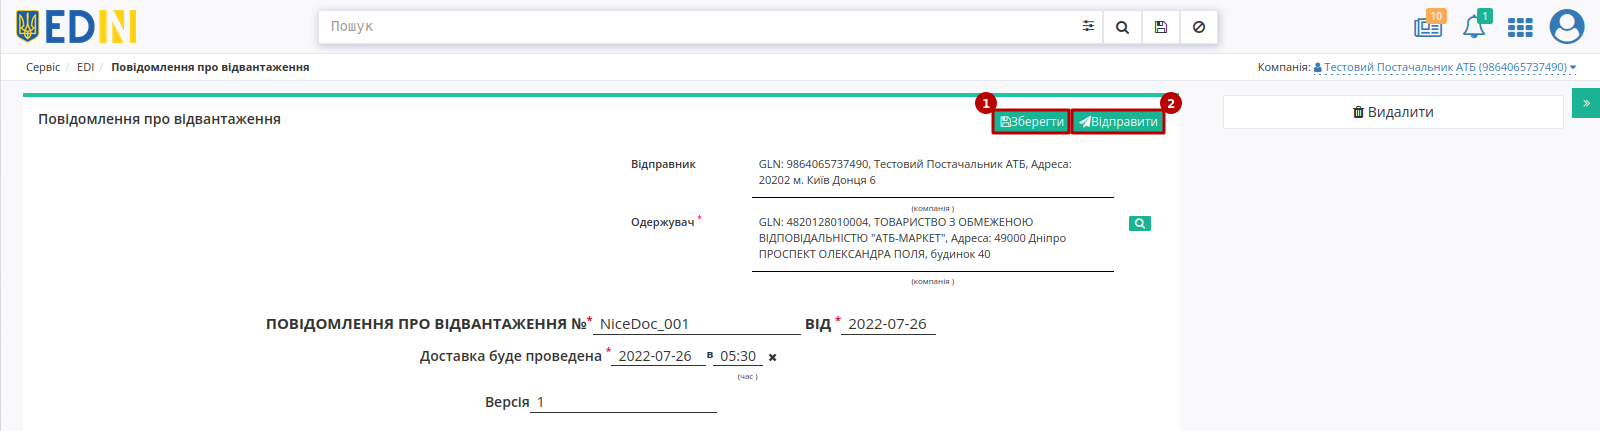 EDIN
Пошук
10
1
Сервіс / EDI / Повідомлення про відвантаження
Компанія: Тестовий Постачальник АТБ (9864065737490)
1
2
»
Повідомлення про відвантаження
Зберегти
Відправити
Видалити
Відправник
GLN: 9864065737490, Тестовий Постачальник АТБ, Адреса:
20202 м. Київ Донця 6
(компанія )
Одержувач *
GLN: 4820128010004, ТОВАРИСТВО З ОБМЕЖЕНОЮ
ВІДПОВІДАЛЬНІСТЮ "АТБ-МАРКЕТ", Адреса: 49000 Дніпро
ПРОСПЕКТ ОЛЕКСАНДРА ПОЛЯ, будинок 40
(компанія )
ПОВІДОМЛЕННЯ ПРО ВІДВАНТАЖЕННЯ №* NiceDoc_001 ВІД * 2022-07-26
Доставка буде проведена * 2022-07-26 в 05:30
(час )
Версія 1